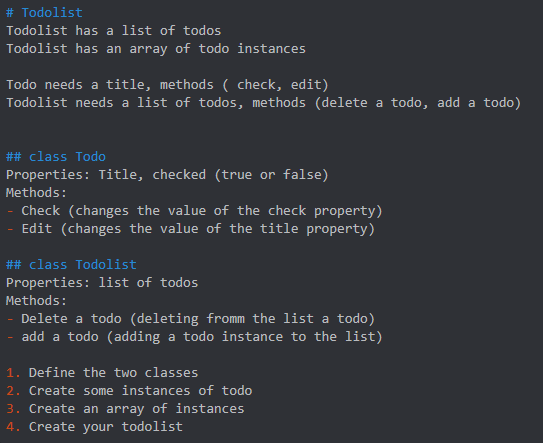 # Todolist
Todolist has a list of todos
Todolist has an array of todo instances
Todo needs a title, methods ( check, edit)
Todolist needs a list of todos, methods (delete a todo, add a todo)
## class Todo
Properties: Title, checked (true or false)
Methods:
- Check (changes the value of the check property)
- Edit (changes the value of the title property)
## class Todolist
Properties: list of todos
Methods:
- Delete a todo (deleting fromm the list a todo)
- add a todo (adding a todo instance to the list)
1. Define the two classes
2. Create some instances of todo
3. Create an array of instances
4. Create your todolist